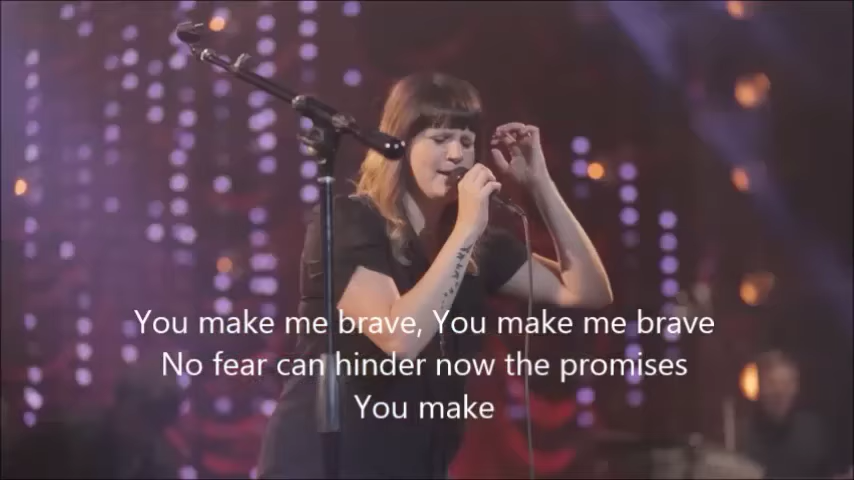 You make me brave, You make me brave
No fear can hinder now the promises
You make